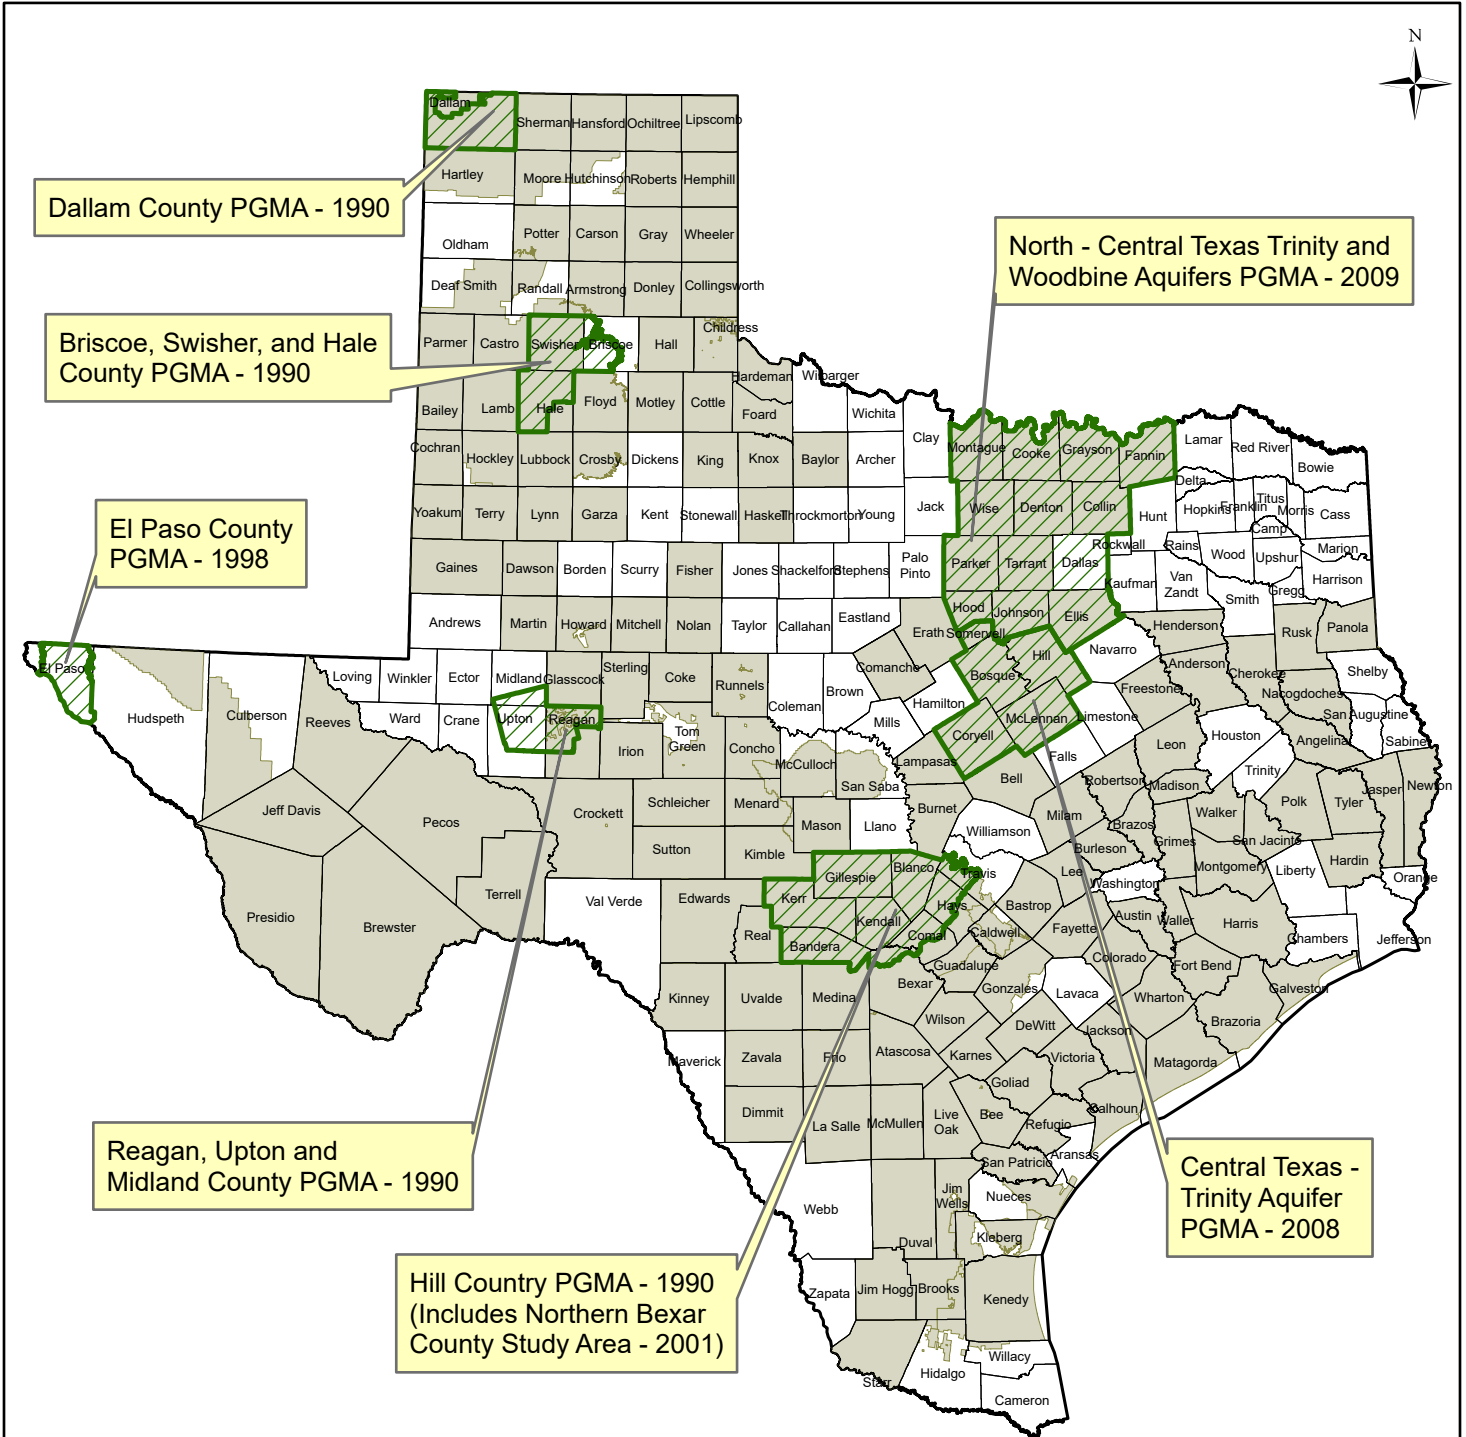 N
Dallam
Sherman
Hansford
Ochiltree
Lipscomb
Hartley
Moore
Hutchinson
Roberts
Hemphill
Dallam County PGMA - 1990
Oldham
Potter
Carson
Gray
Wheeler
North - Central Texas Trinity and
Woodbine Aquifers PGMA - 2009
Deaf Smith
Randall
Armstrong
Donley
Collingsworth
Briscoe, Swisher, and Hale
County PGMA - 1990
Parmer
Castro
Swisher
Briscoe
Hall
Childress
Hardeman
Wilbarger
Bailey
Lamb
Hale
Floyd
Motley
Cottle
Foard
Wichita
Clay
Montague
Cooke
Grayson
Fannin
Lamar
Red River
Bowie
Cochran
Hockley
Lubbock
Crosby
Dickens
King
Knox
Baylor
Archer
Delta
Yoakum
Terry
Lynn
Garza
Kent
Stonewall
Haskell
Throckmorton
Young
Jack
Wise
Denton
Collin
Hunt
Hopkins
Franklin
Titus
Morris
Cass
Camp
El Paso County
PGMA - 1998
Gaines
Dawson
Borden
Scurry
Fisher
Jones
Shackelford
Stephens
Palo
Pinto
Parker
Tarrant
Dallas
Rockwall
Rains
Wood
Upshur
Marion
Kaufman
Van
Zandt
Smith
Gregg
Harrison
Andrews
Martin
Howard
Mitchell
Nolan
Taylor
Callahan
Eastland
Erath
Hood
Somervell
Johnson
Ellis
Henderson
Rusk
Panola
El Paso
Hudspeth
Culberson
Reeves
Loving
Winkler
Ector
Midland
Glasscock
Sterling
Coke
Runnels
Coleman
Brown
Comanche
Hamilton
Bosque
Hill
Navarro
Freestone
Anderson
Cherokee
Nacogdoches
Shelby
Ward
Crane
Upton
Reagan
Irion
Tom
Green
Concho
McCulloch
San Saba
Mills
Lampasas
Coryell
McLennan
Limestone
Falls
Leon
Houston
Angelina
San Augustine
Sabine
Trinity
Jeff Davis
Pecos
Crockett
Schleicher
Menard
Mason
Llano
Burnet
Bell
Milam
Robertson
Madison
Walker
Polk
Tyler
Jasper
Newton
Sutton
Kimble
Williamson
Burleson
Brazos
Grimes
San Jacinto
Montgomery
Liberty
Hardin
Orange
Presidio
Brewster
Terrell
Val Verde
Edwards
Kerr
Gillespie
Blanco
Travis
Lee
Washington
Real
Bandera
Kendall
Hays
Comal
Caldwell
Bastrop
Fayette
Austin
Waller
Harris
Chambers
Jefferson
Kinney
Uvalde
Medina
Bexar
Guadalupe
Gonzales
Lavaca
Colorado
Wharton
Fort Bend
Galveston
Brazoria
Maverick
Zavala
Frio
Atascosa
Wilson
Karnes
DeWitt
Victoria
Jackson
Matagorda
Dimmit
La Salle
McMullen
Live
Oak
Bee
Goliad
Refugio
Calhoun
Aransas
San Patricio
Reagan, Upton and
Midland County PGMA - 1990
Central Texas -
Trinity Aquifer
PGMA - 2008
Webb
Duval
Jim
Wells
Nueces
Kleberg
Hill Country PGMA - 1990
(Includes Northern Bexar
County Study Area - 2001)
Zapata
Jim Hogg
Brooks
Kenedy
Starr
Hidalgo
Willacy
Cameron